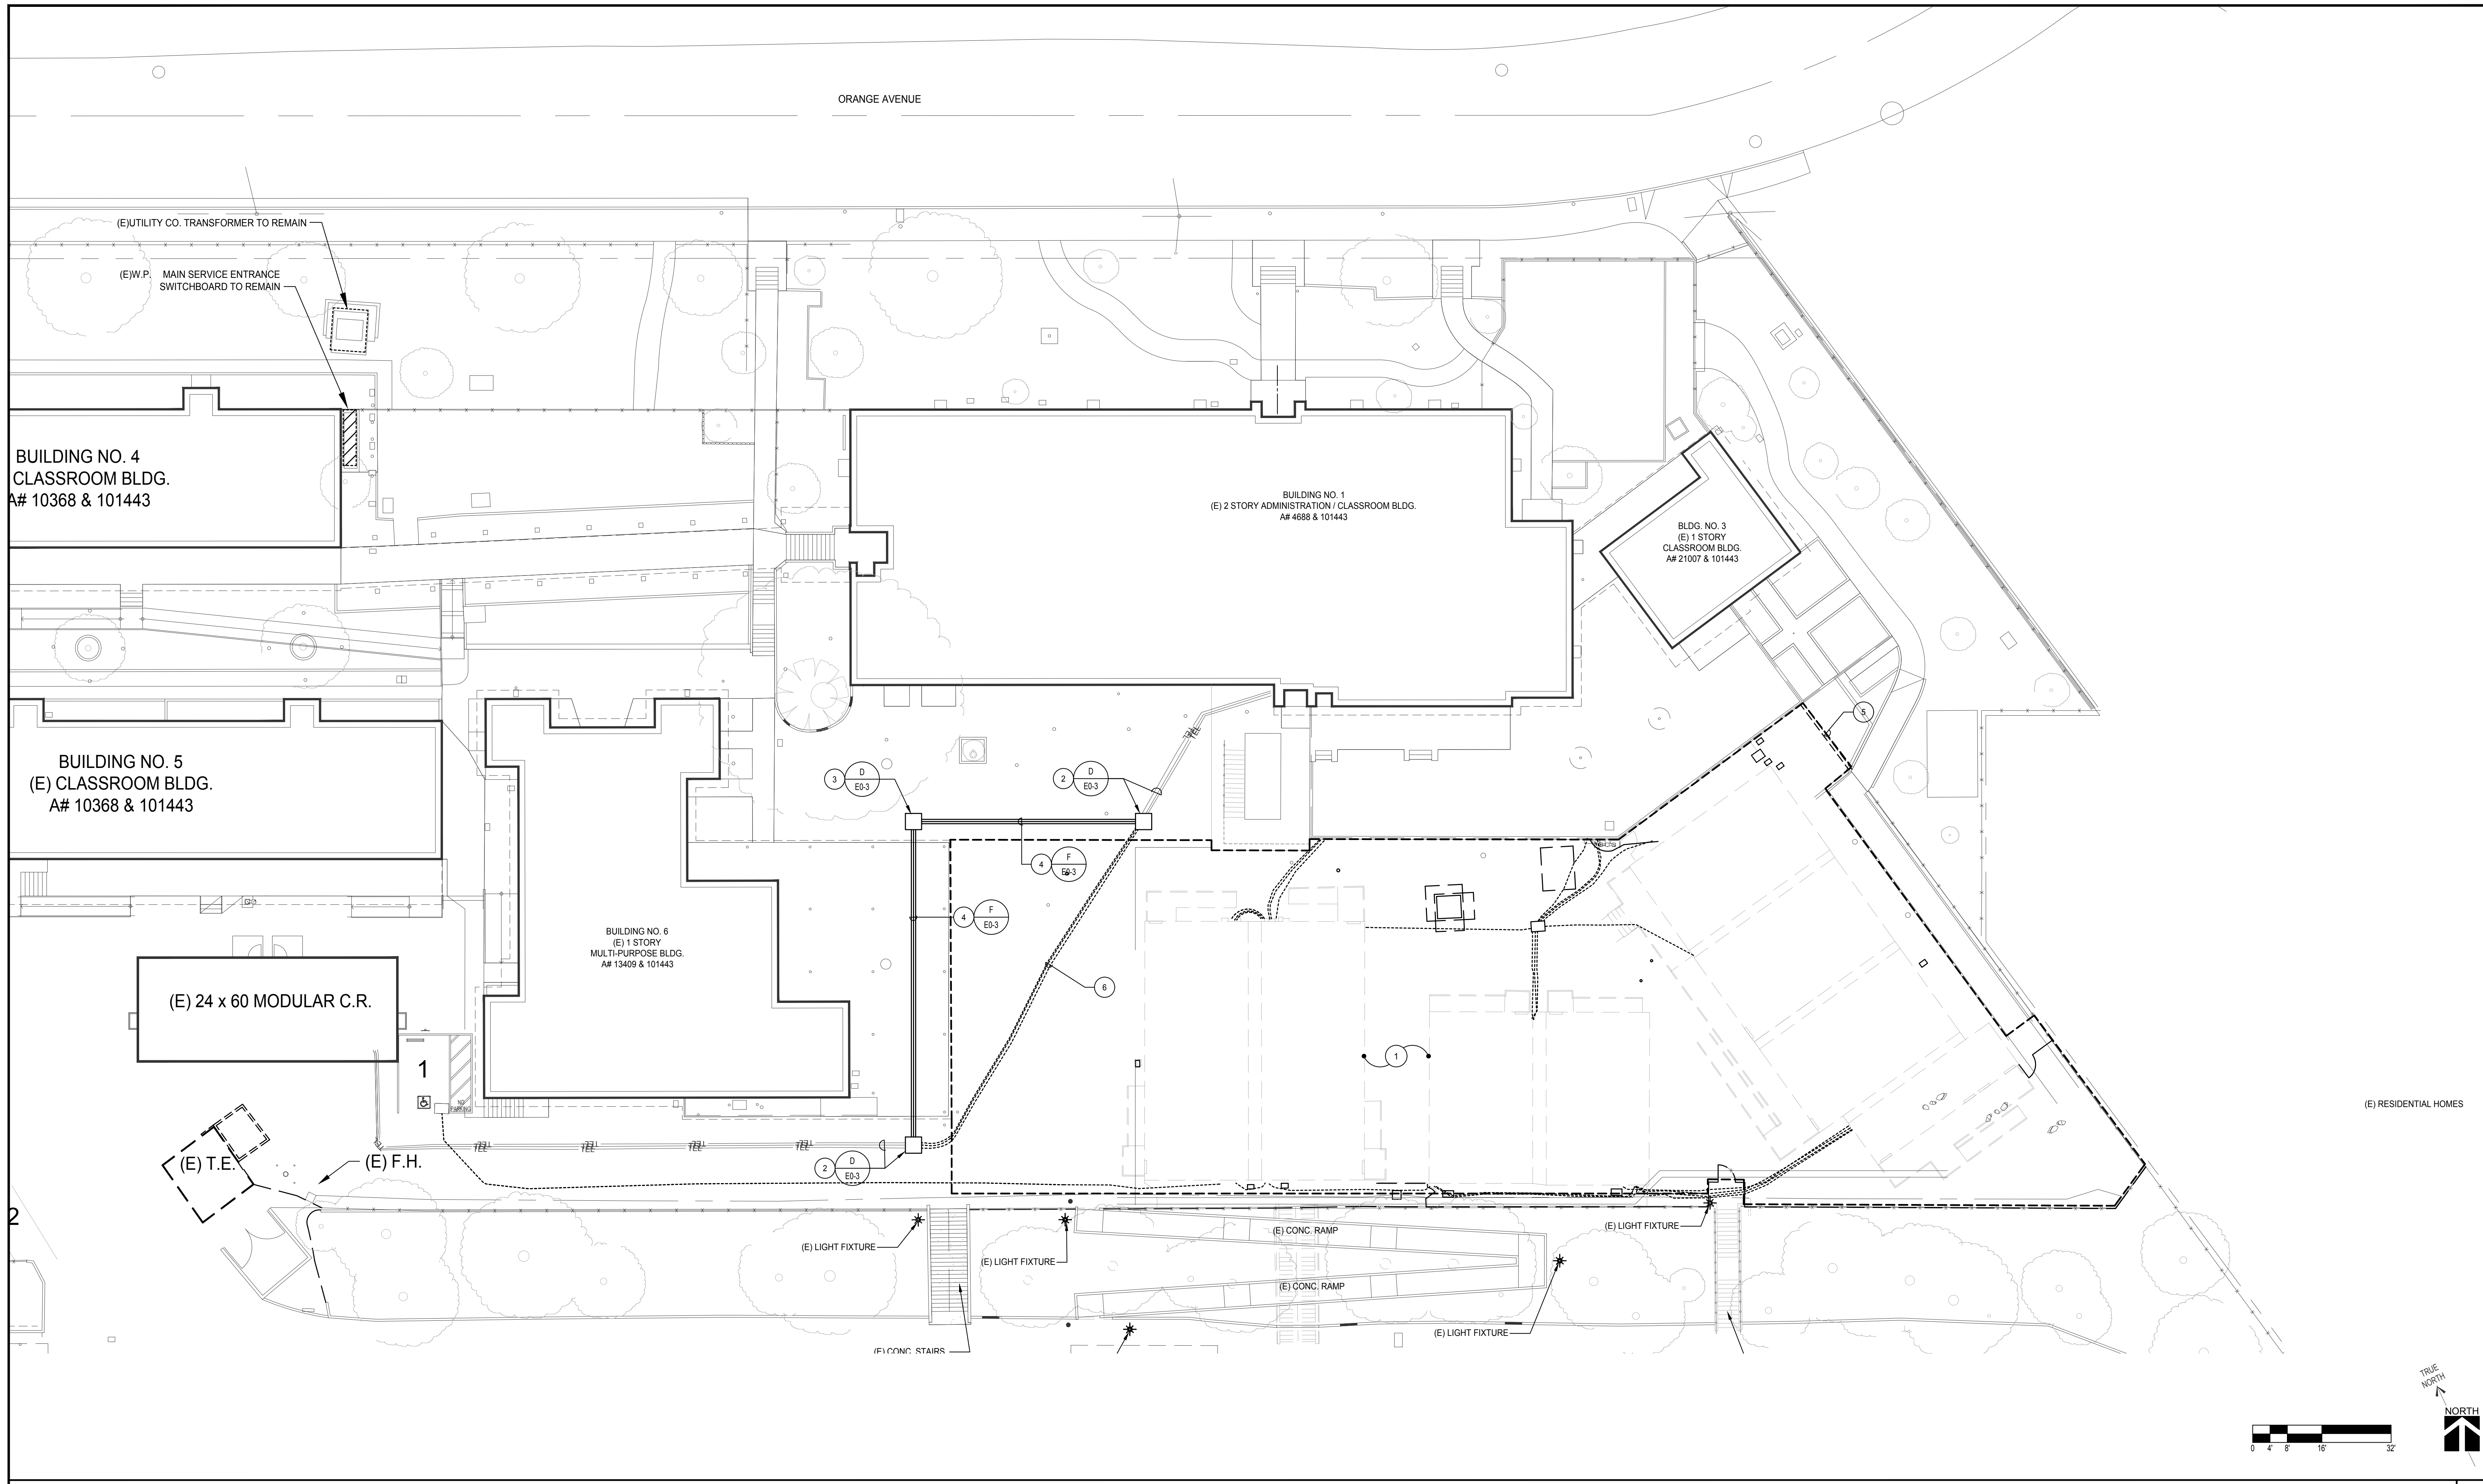 ORANGE AVENUE
(E)UTILITY CO. TRANSFORMER TO REMAIN
(E)W.P. MAIN SERVICE ENTRANCE
SWITCHBOARD TO REMAIN
BUILDING NO. 4
CLASSROOM BLDG.
A# 10368 & 101443
BUILDING NO. 1
(E) 2 STORY ADMINISTRATION / CLASSROOM BLDG.
A# 4688 & 101443
BLDG. NO. 3
(E) 1 STORY
CLASSROOM BLDG.
A# 21007 & 101443
5
BUILDING NO. 5
(E) CLASSROOM BLDG.
A# 10368 & 101443
TEL
3
D
E0-3
2
D
E0-3
4
F
E0-3
4
F
E0-3
BUILDING NO. 6
(E) 1 STORY
MULTI-PURPOSE BLDG.
A# 13409 & 101443
6
(E) 24 x 60 MODULAR C.R.
1
1
NO
PARKING
(E) RESIDENTIAL HOMES
TEL
TEL
TEL
TEL
(E) T.E.
(E) F.H.
2
D
E0-3
2
(E) LIGHT FIXTURE
(E) LIGHT FIXTURE
(E) CONC. RAMP
(E) LIGHT FIXTURE
(E) CONC. RAMP
(E) LIGHT FIXTURE
(E) CONC. STAIRS
TRUE
NORTH
NORTH
0 4' 8' 16' 32'